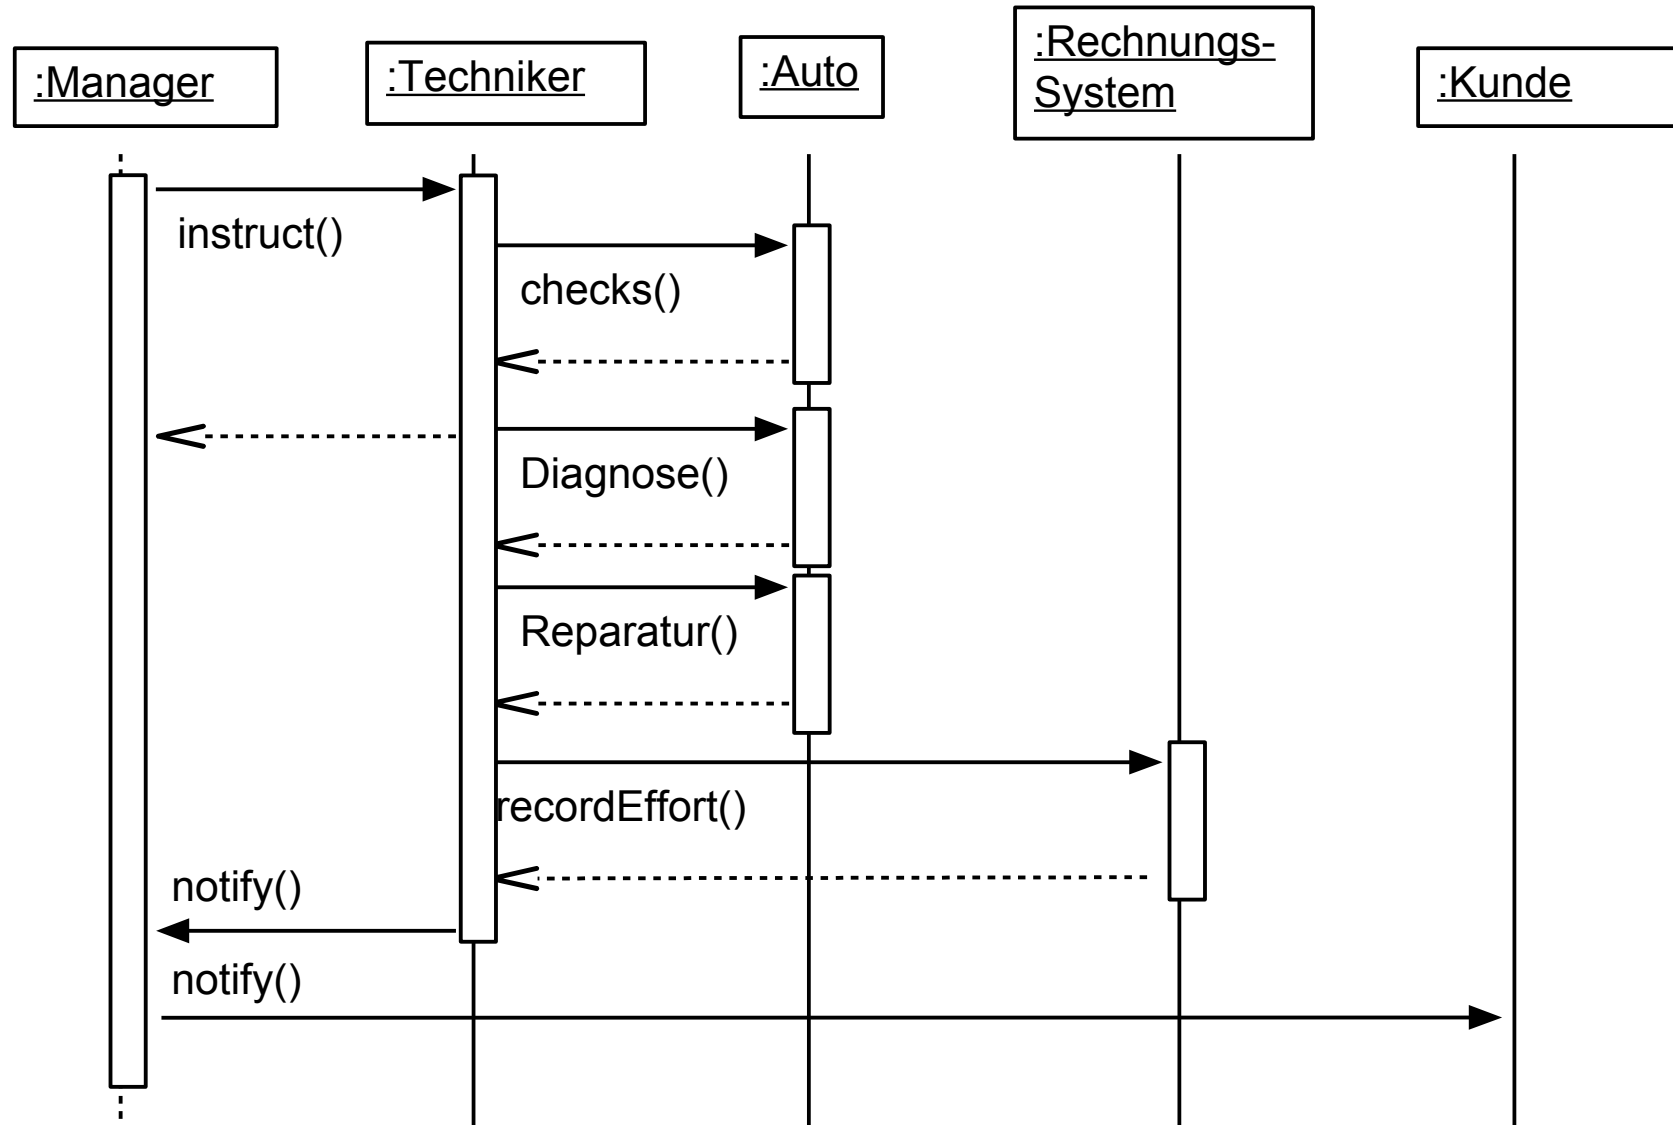 :Manager
:Techniker
:Auto
:Rechnungs-
System
:Kunde
instruct()
checks()
Diagnose()
Reparatur()
recordEffort()
notify()
notify()